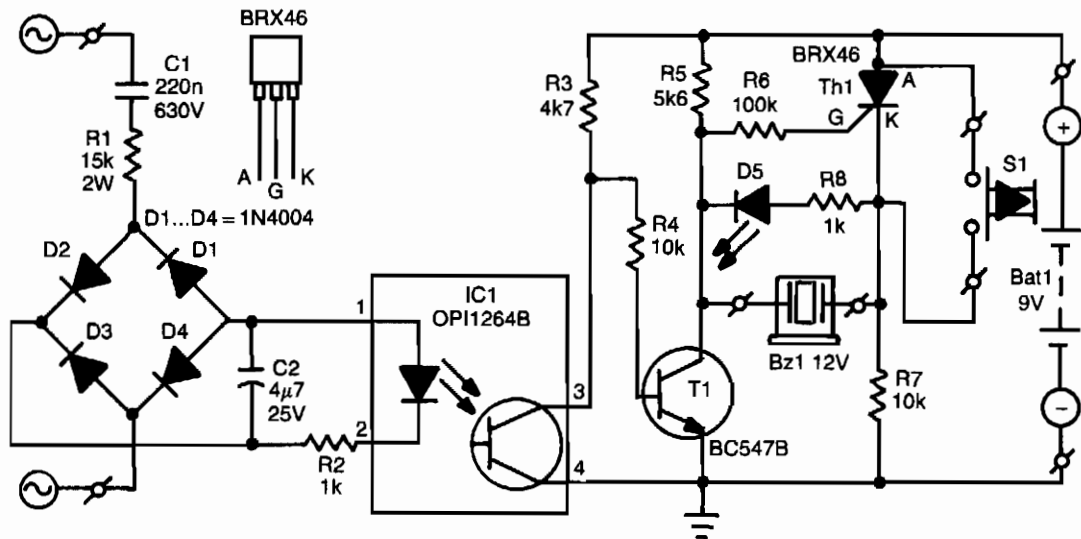 BRX46
A
G
K
C1
220n
630V
R1
15k
2W
D1...D4 = 1N4004
D2
D1
D3
D4
C2
4μ7
25V
R2
1k
1
2
IC1
OPI1264B
3
4
R3
4k7
R4
10k
R5
5k6
R6
100k
BRX46
Th1
A
G
K
D5
R8
1k
Bz1 12V
T1
BC547B
R7
10k
S1
+
Bat1
9V
−